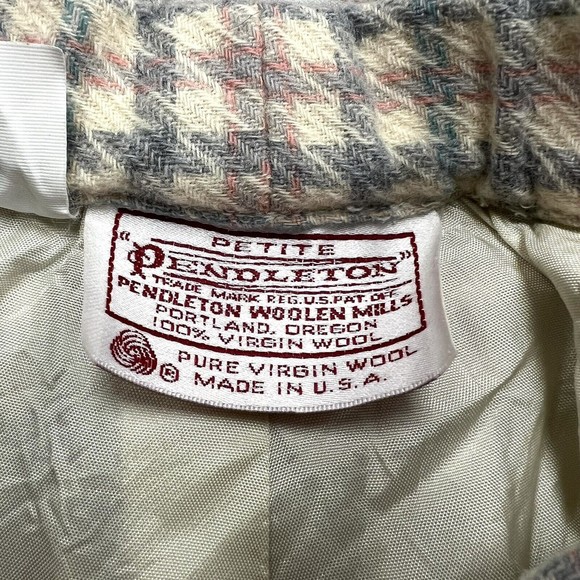 PETITE
"PENDLETON"
TRADE MARK REG.U.S.PAT.OFF.
PENDLETON WOOLEN MILLS
PORTLAND, OREGON
100% VIRGIN WOOL
® PURE VIRGIN WOOL
MADE IN U.S.A.